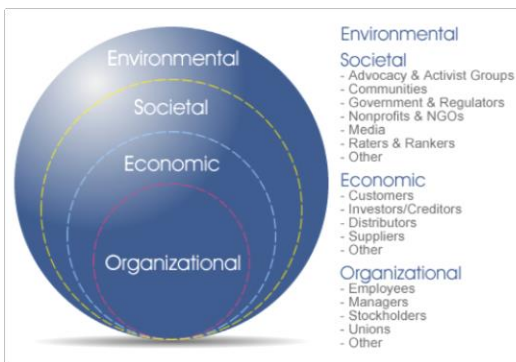 Environmental
Societal
Economic
Organizational
Environmental
Societal
- Advocacy & Activist Groups
- Communities
- Government & Regulators
- Nonprofits & NGOs
- Media
- Raters & Rankers
- Other
Economic
- Customers
- Investors/Creditors
- Distributors
- Suppliers
- Other
Organizational
- Employees
- Managers
- Stockholders
- Unions
- Other